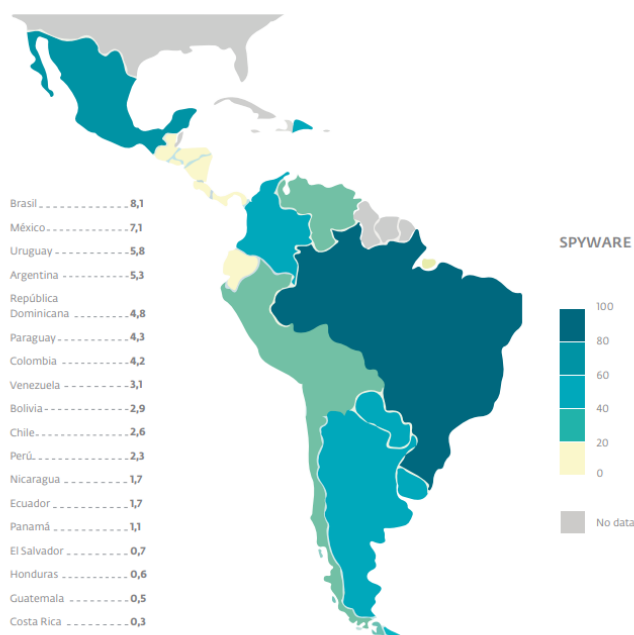 Brasil 8,1
México 7,1
Uruguay 5,8
Argentina 5,3
República
Dominicana 4,8
Paraguay 4,3
Colombia 4,2
Venezuela 3,1
Bolivia 2,9
Chile 2,6
Perú 2,3
Nicaragua 1,7
Ecuador 1,7
Panamá 1,1
El Salvador 0,7
Honduras 0,6
Guatemala 0,5
Costa Rica 0,3
SPYWARE
100
80
60
40
20
0
No data